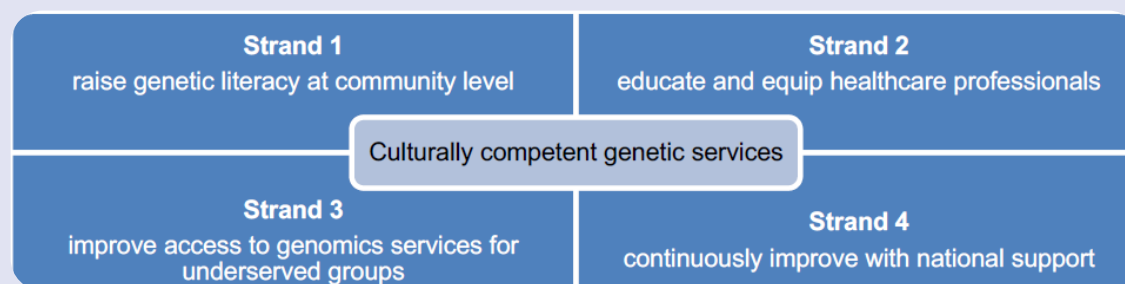 Strand 1
raise genetic literacy at community level
Strand 2
educate and equip healthcare professionals
Culturally competent genetic services
Strand 3
improve access to genomics services for
underserved groups
Strand 4
continuously improve with national support